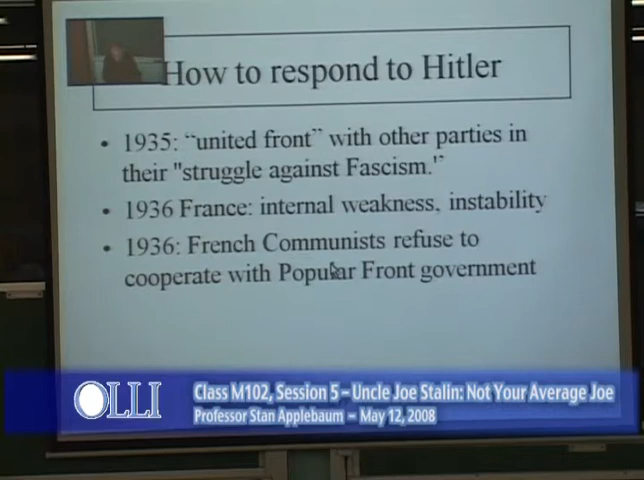 How to respond to Hitler
• 1935: "united front" with other parties in
their "struggle against Fascism."
• 1936 France: internal weakness, instability
• 1936: French Communists refuse to
cooperate with Popular Front government
OLLI
Class M102, Session 5 – Uncle Joe Stalin: Not Your Average Joe
Professor Stan Applebaum – May 12, 2008